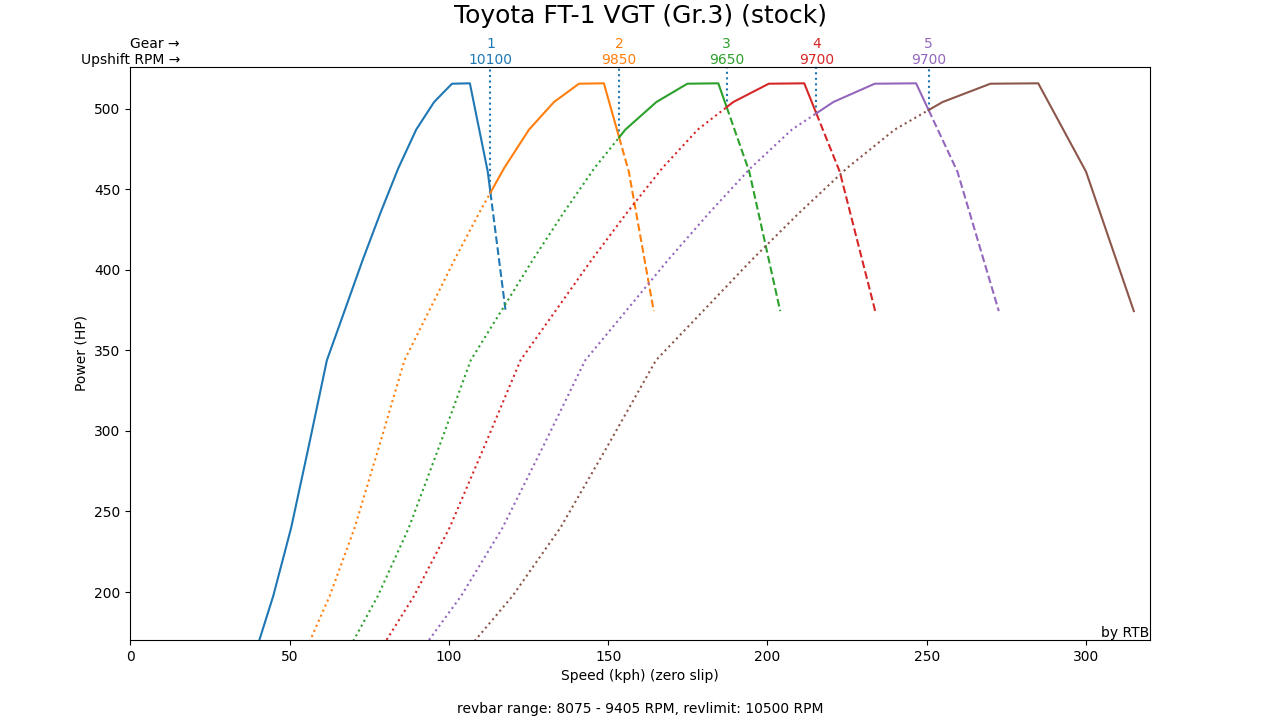 Toyota FT-1 VGT (Gr.3) (stock)
Gear → 1 2 3 4 5
Upshift RPM → 10100 9850 9650 9700 9700
500
450
400
350
300
250
200
Power (HP)
by RTB
0 50 100 150 200 250 300
Speed (kph) (zero slip)
revbar range: 8075 - 9405 RPM, revlimit: 10500 RPM